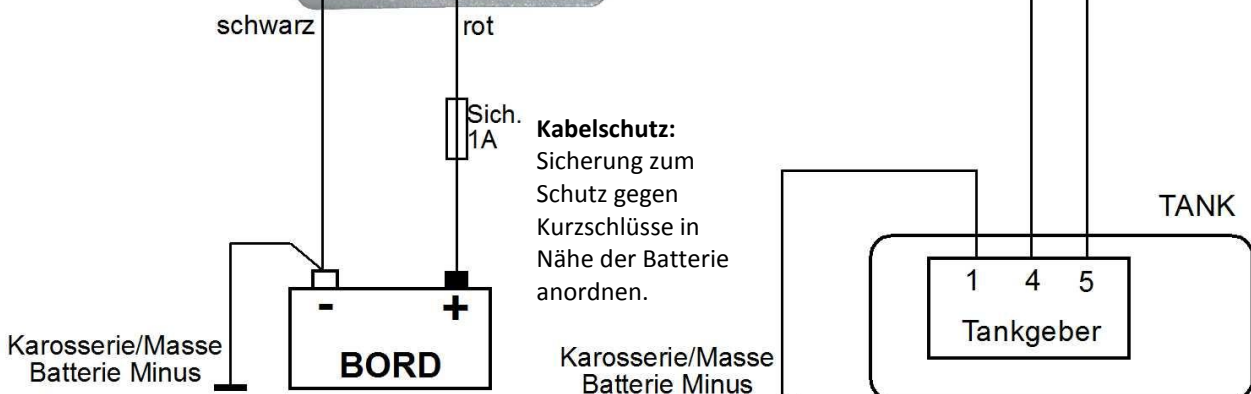 schwarz
rot
Sich.
1A
Kabelschutz:
Sicherung zum
Schutz gegen
Kurzschlüsse in
Nähe der Batterie
anordnen.
- +
BORD
Karosserie/Masse
Batterie Minus
Karosserie/Masse
Batterie Minus
TANK
1 4 5
Tankgeber